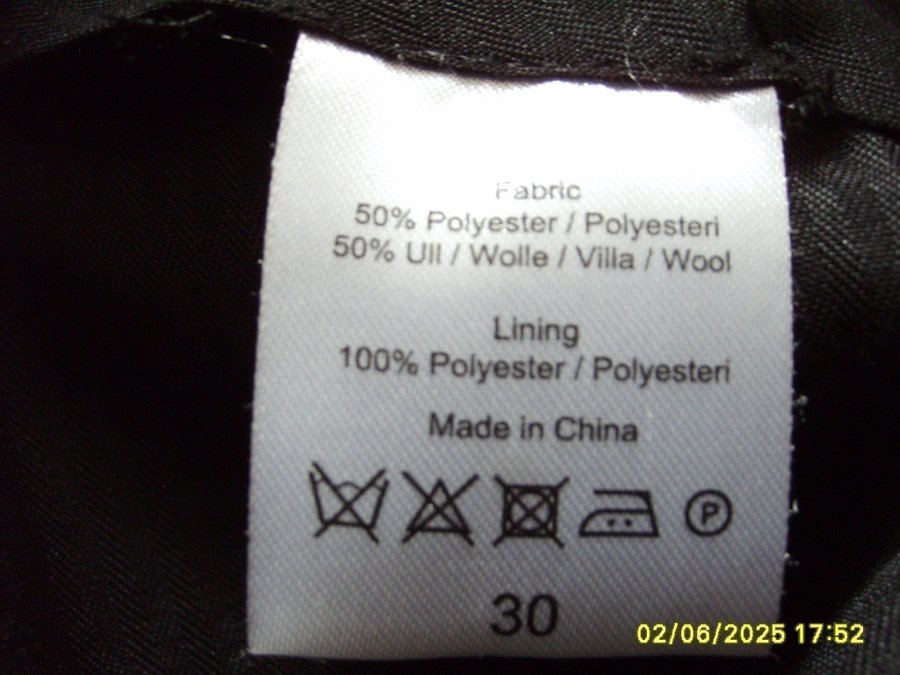 Fabric
50% Polyester / Polyesteri
50% Ull / Wolle / Villa / Wool
Lining
100% Polyester / Polyesteri
Made in China
P
30
02/06/2025 17:52